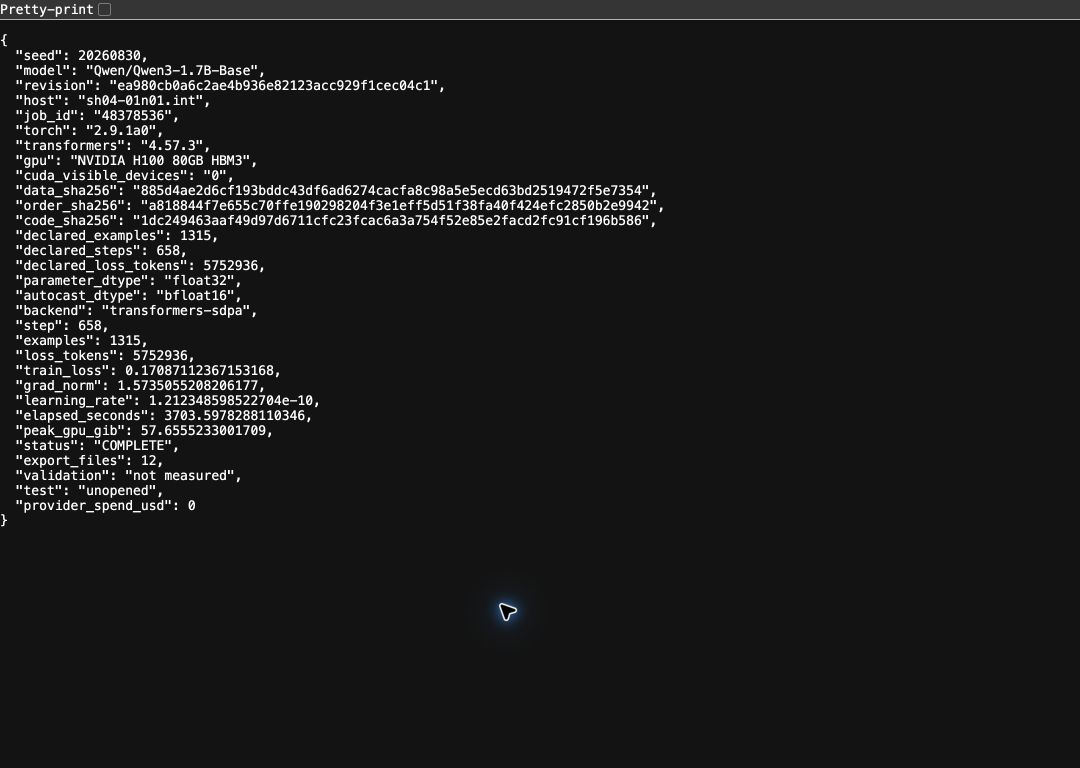 Pretty-print
{
  "seed": 20260830,
  "model": "Qwen/Qwen3-1.7B-Base",
  "revision": "ea980cb0a6c2ae4b936e82123acc929f1cec04c1",
  "host": "sh04-01n01.int",
  "job_id": "48378536",
  "torch": "2.9.1a0",
  "transformers": "4.57.3",
  "gpu": "NVIDIA H100 80GB HBM3",
  "cuda_visible_devices": "0",
  "data_sha256": "885d4ae2d6cf193bddc43df6ad6274cacfa8c98a5e5ecd63bd2519472f5e7354",
  "order_sha256": "a818844f7e655c70ffe190298204f3e1eff5d51f38fa40f424efc2850b2e9942",
  "code_sha256": "1dc249463aaf49d97d6711cfc23fcac6a3a754f52e85e2facd2fc91cf196b586",
  "declared_examples": 1315,
  "declared_steps": 658,
  "declared_loss_tokens": 5752936,
  "parameter_dtype": "float32",
  "autocast_dtype": "bfloat16",
  "backend": "transformers-sdpa",
  "step": 658,
  "examples": 1315,
  "loss_tokens": 5752936,
  "train_loss": 0.17087112367153168,
  "grad_norm": 1.5735055208206177,
  "learning_rate": 1.212348598522704e-10,
  "elapsed_seconds": 3703.5978288110346,
  "peak_gpu_gib": 57.6555233001709,
  "status": "COMPLETE",
  "export_files": 12,
  "validation": "not measured",
  "test": "unopened",
  "provider_spend_usd": 0
}